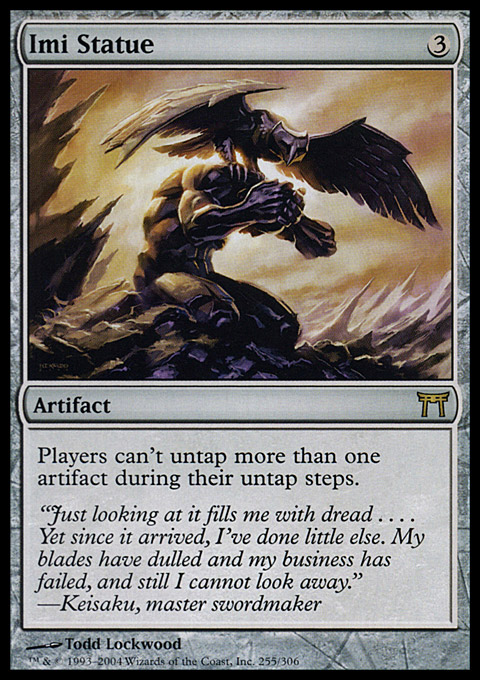 Imi Statue 3
Artifact
Players can't untap more than one
artifact during their untap steps.
"Just looking at it fills me with dread . . . .
Yet since it arrived, I've done little else. My
blades have dulled and my business has
failed, and still I cannot look away."
—Keisaku, master swordmaker
Todd Lockwood
™ & © 1993–2004 Wizards of the Coast, Inc. 255/306